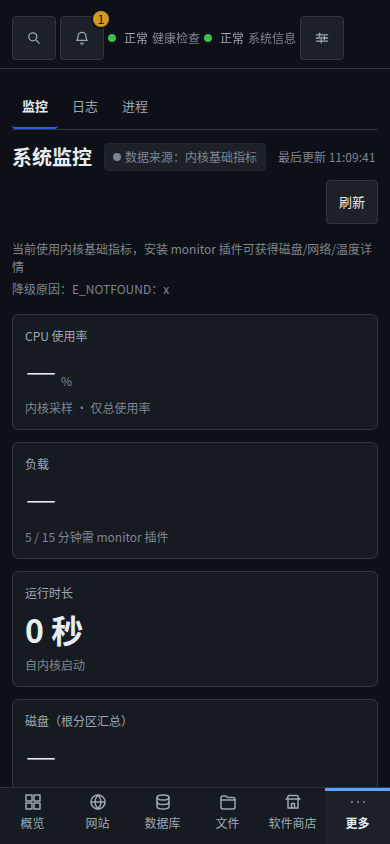 1
正常 健康检查 正常 系统信息
监控 日志 进程
系统监控 数据来源：内核基础指标 最后更新 11:09:41
刷新
当前使用内核基础指标，安装 monitor 插件可获得磁盘/网络/温度详
情
降级原因：E_NOTFOUND：x
CPU 使用率
— %
内核采样 · 仅总使用率
负载
—
5 / 15 分钟需 monitor 插件
运行时长
0 秒
自内核启动
磁盘（根分区汇总）
—
概览 网站 数据库 文件 软件商店 更多